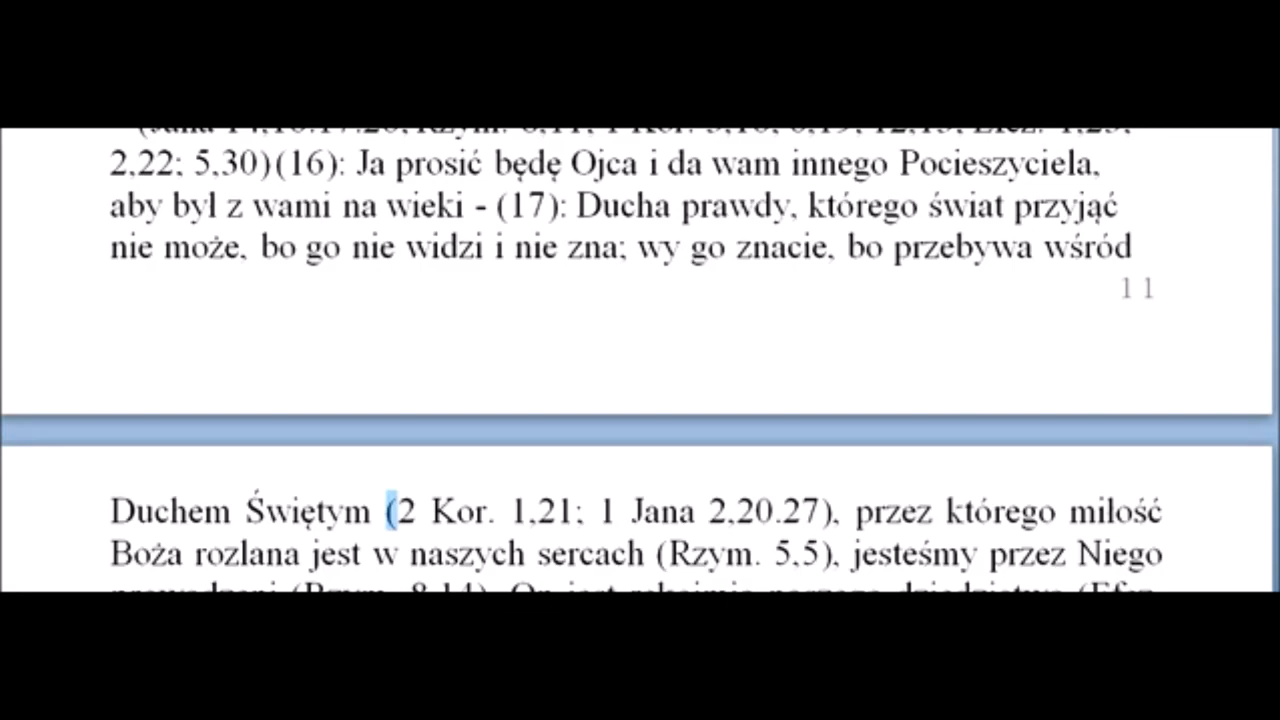 2,22; 5,30)(16): Ja prosić będę Ojca i da wam innego Pocieszyciela,
aby był z wami na wieki - (17): Ducha prawdy, którego świat przyjąć
nie może, bo go nie widzi i nie zna; wy go znacie, bo przebywa wśród
11
Duchem Świętym (2 Kor. 1,21; 1 Jana 2,20.27), przez którego miłość
Boża rozlana jest w naszych sercach (Rzym. 5,5), jesteśmy przez Niego